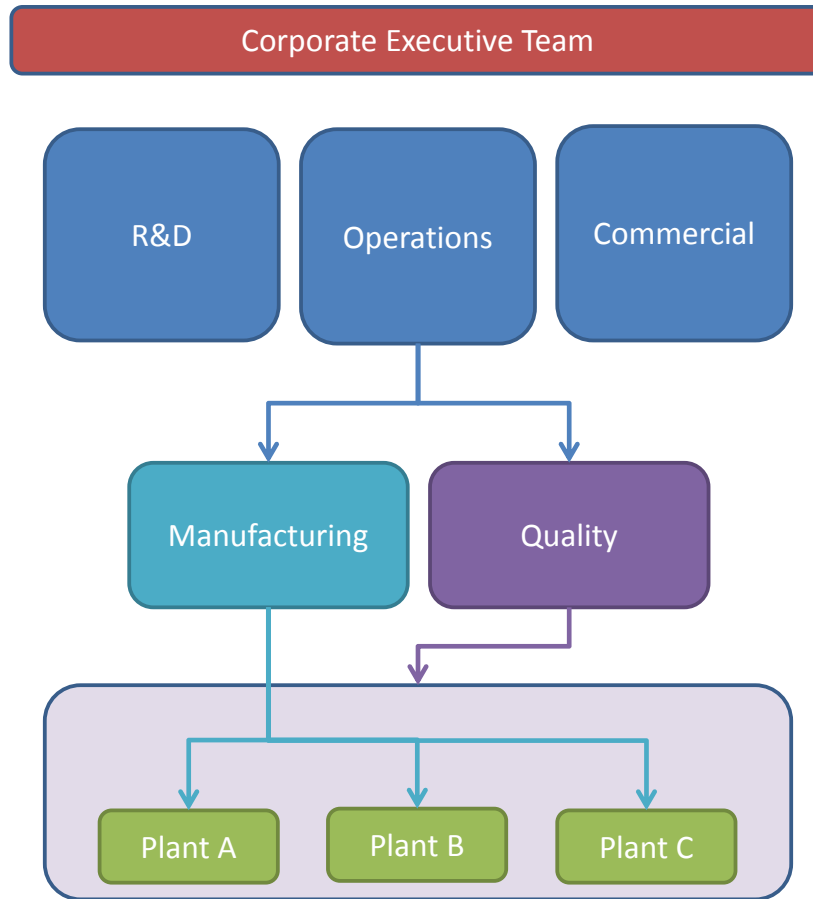 Corporate Executive Team
R&D
Operations
Commercial
Manufacturing
Quality
Plant A
Plant B
Plant C